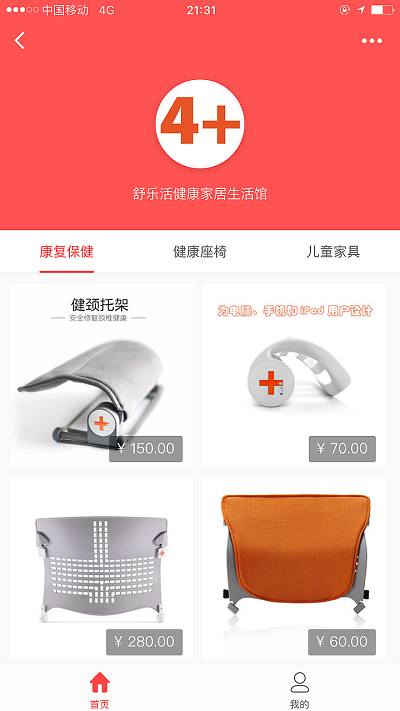 中国移动 4G 21:31
4+
舒乐活健康家居生活馆
康复保健 健康座椅 儿童家具
健颈托架
安全修复颈椎健康
¥ 150.00
为电脑、手机和 iPad 用户设计
¥ 70.00
¥ 280.00
¥ 60.00
首页 我的